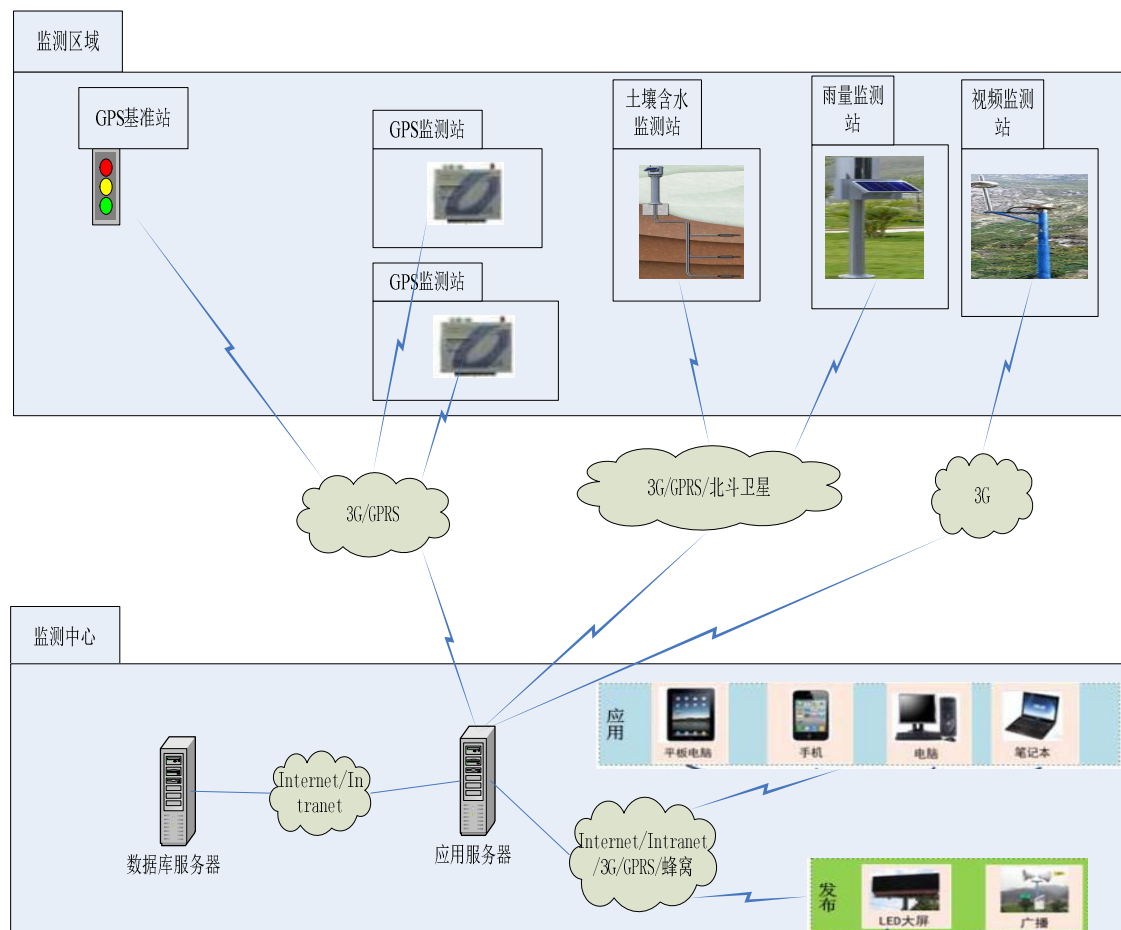 监测区域
GPS基准站
GPS监测站
土壤含水
监测站
雨量监测
站
视频监测
站
GPS监测站
3G/GPRS
3G/GPRS/北斗卫星
3G
监测中心
应用
平板电脑
手机
电脑
笔记本
Internet/In
tranet
数据库服务器
应用服务器
Internet/Intranet
/3G/GPRS/蜂窝
发布
LED大屏
广播